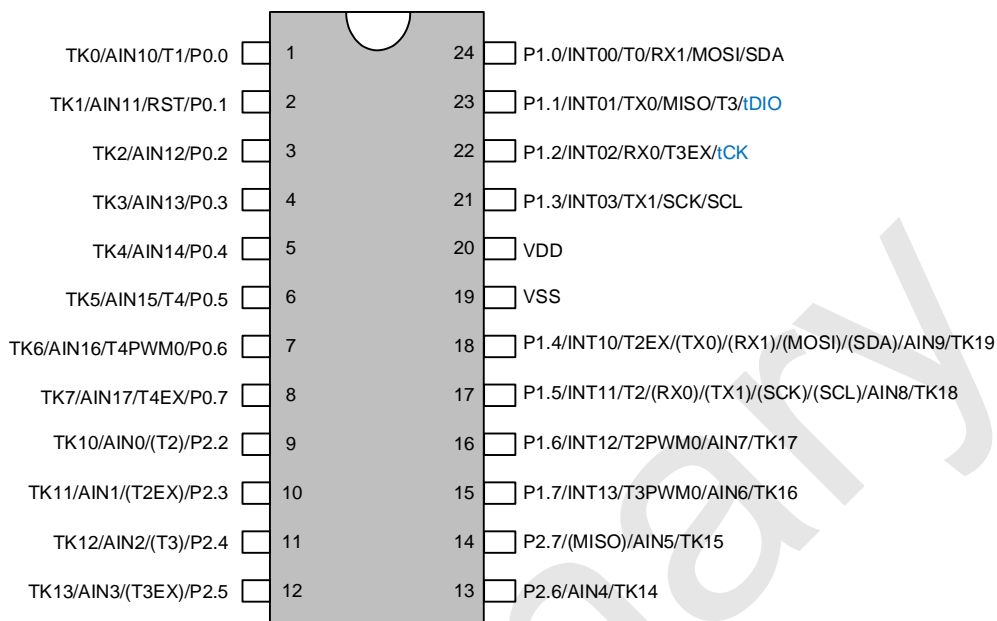 TK0/AIN10/T1/P0.0 1 24 P1.0/INT00/T0/RX1/MOSI/SDA
TK1/AIN11/RST/P0.1 2 23 P1.1/INT01/TX0/MISO/T3/tDIO
TK2/AIN12/P0.2 3 22 P1.2/INT02/RX0/T3EX/tCK
TK3/AIN13/P0.3 4 21 P1.3/INT03/TX1/SCK/SCL
TK4/AIN14/P0.4 5 20 VDD
TK5/AIN15/T4/P0.5 6 19 VSS
TK6/AIN16/T4PWM0/P0.6 7 18 P1.4/INT10/T2EX/(TX0)/(RX1)/(MOSI)/(SDA)/AIN9/TK19
TK7/AIN17/T4EX/P0.7 8 17 P1.5/INT11/T2/(RX0)/(TX1)/(SCK)/(SCL)/AIN8/TK18
TK10/AIN0/(T2)/P2.2 9 16 P1.6/INT12/T2PWM0/AIN7/TK17
TK11/AIN1/(T2EX)/P2.3 10 15 P1.7/INT13/T3PWM0/AIN6/TK16
TK12/AIN2/(T3)/P2.4 11 14 P2.7/(MISO)/AIN5/TK15
TK13/AIN3/(T3EX)/P2.5 12 13 P2.6/AIN4/TK14